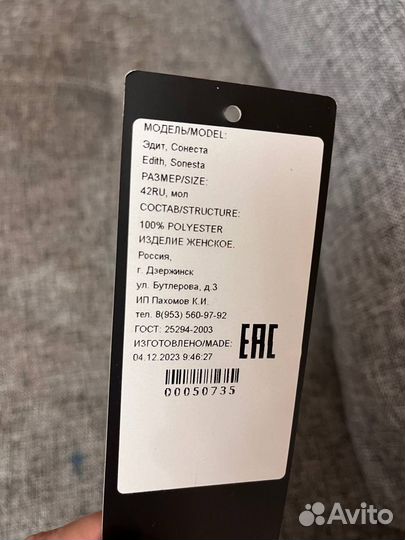 МОДЕЛЬ/MODEL:
Эдит, Сонеста
Edith, Sonesta
РАЗМЕР/SIZE:
42RU, мол
СОСТАВ/STRUCTURE:
100% POLYESTER
ИЗДЕЛИЕ ЖЕНСКОЕ.
Россия,
г. Дзержинск
ул. Бутлерова, д.3
ИП Пахомов К.И.
тел. 8(953) 560-97-92
ГОСТ: 25294-2003
ИЗГОТОВЛЕНО/MADE:
04.12.2023 9:46:27
EAC
00050735
Avito